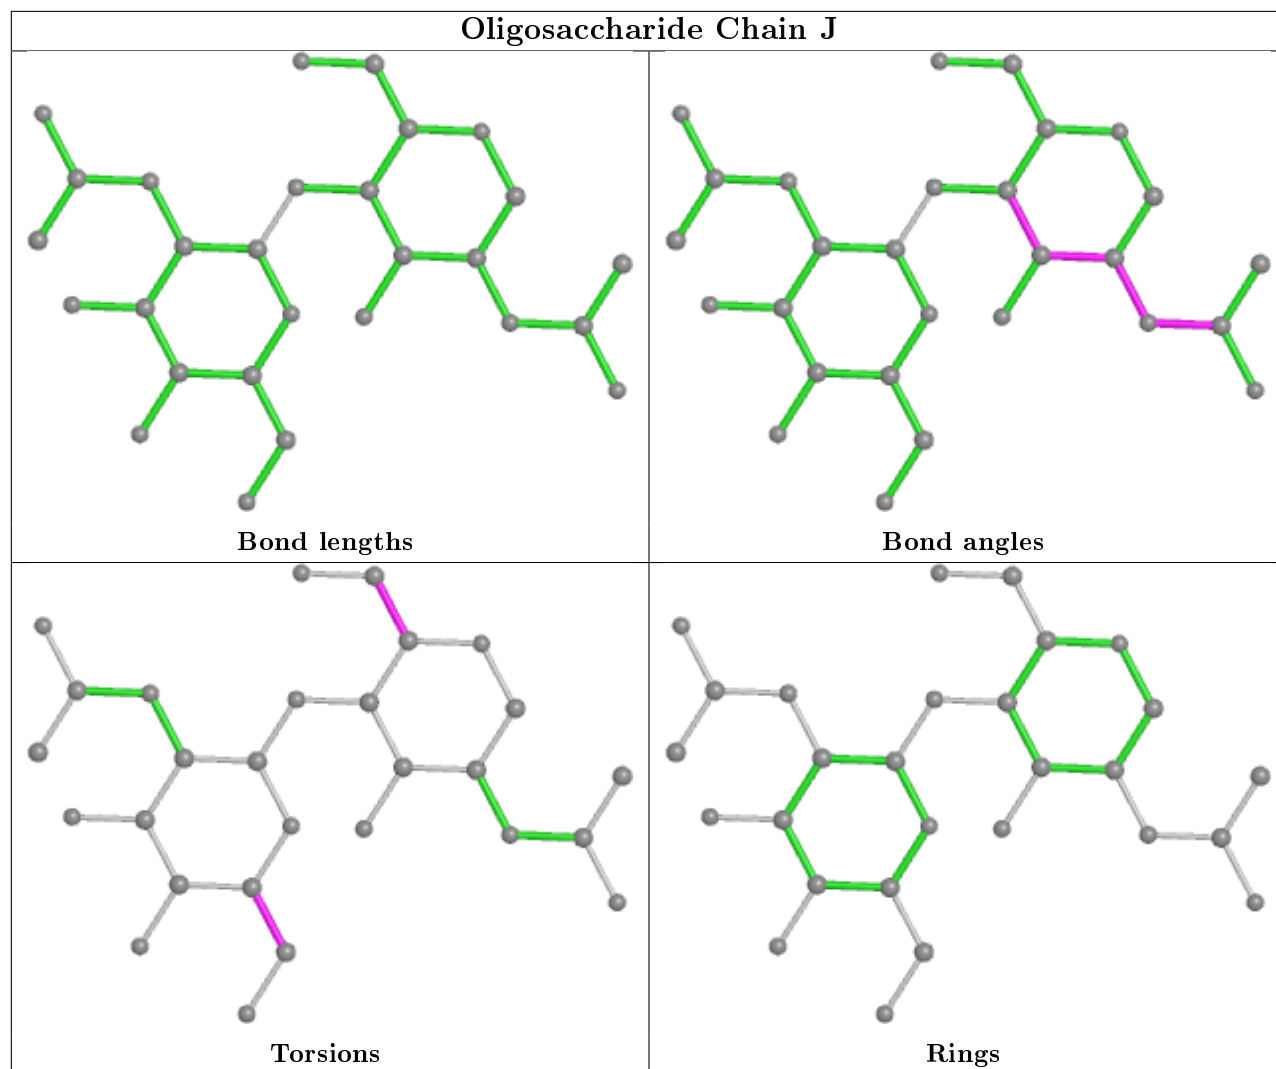 Oligosaccharide Chain J
Bond lengths
Bond angles
Torsions
Rings